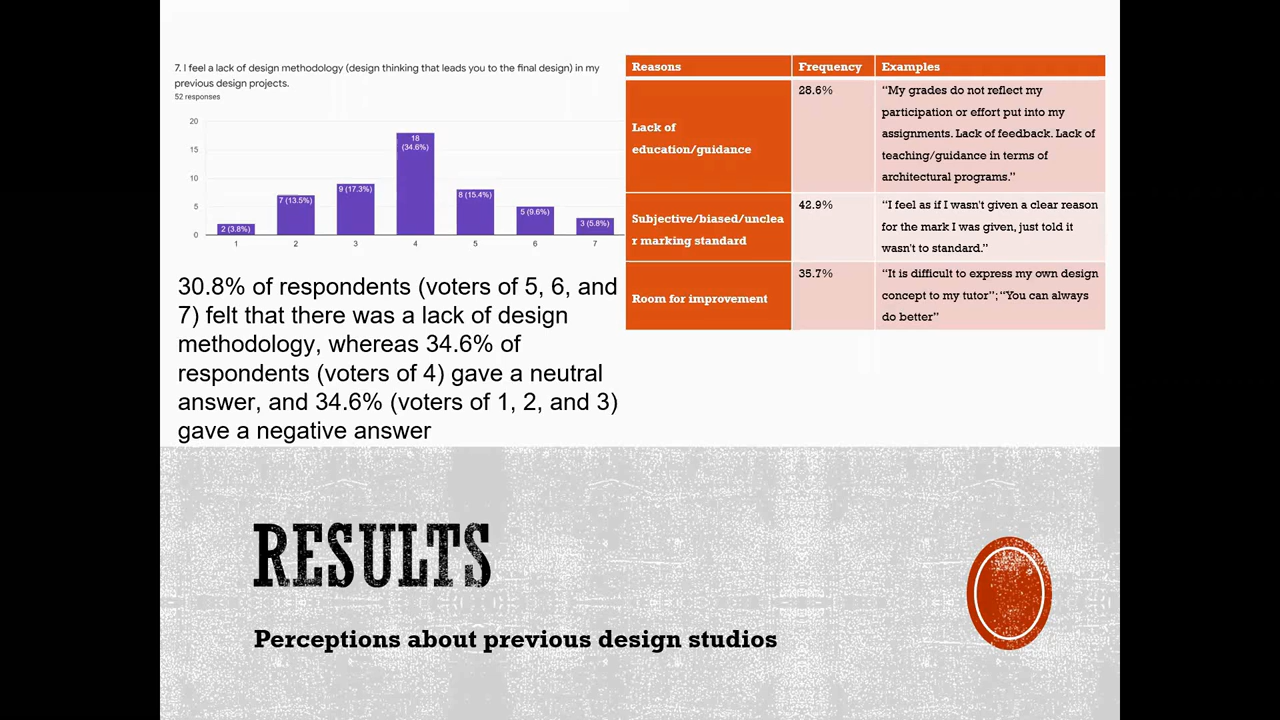 7. I feel a lack of design methodology (design thinking that leads you to the final design) in my
previous design projects.
52 responses
20
15
10
5
0
2 (3.8%)
7 (13.5%)
9 (17.3%)
18
(34.6%)
8 (15.4%)
5 (9.6%)
3 (5.8%)
1
2
3
4
5
6
7
30.8% of respondents (voters of 5, 6, and
7) felt that there was a lack of design
methodology, whereas 34.6% of
respondents (voters of 4) gave a neutral
answer, and 34.6% (voters of 1, 2, and 3)
gave a negative answer
Reasons
Frequency
Examples
Lack of
education/guidance
28.6%
“My grades do not reflect my
participation or effort put into my
assignments. Lack of feedback. Lack of
teaching/guidance in terms of
architectural programs.”
Subjective/biased/unclea
r marking standard
42.9%
“I feel as if I wasn't given a clear reason
for the mark I was given, just told it
wasn't to standard.”
Room for improvement
35.7%
“It is difficult to express my own design
concept to my tutor”; “You can always
do better”
RESULTS
Perceptions about previous design studios